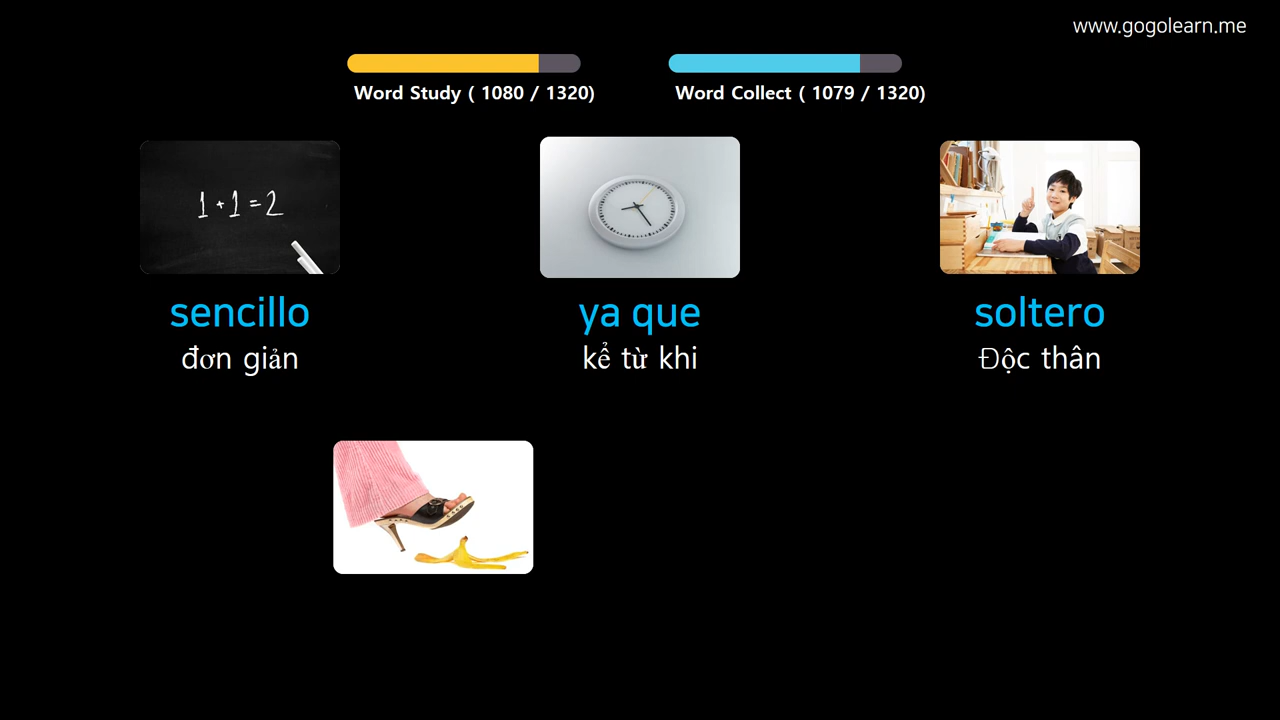 www.gogolearn.me
Word Study ( 1080 / 1320)
Word Collect ( 1079 / 1320)
1 + 1 = 2
sencillo
ya que
soltero
đơn giản
kể từ khi
Độc thân